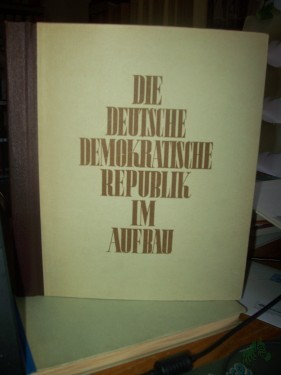 DIE
DEUTSCHE
DEMOKRATISCHE
REPUBLIK
IM
AUFBAU